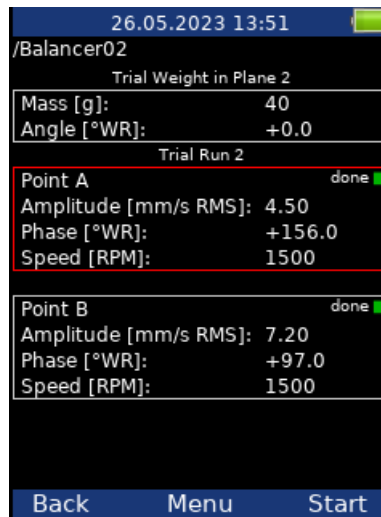 26.05.2023 13:51
/Balancer02
Trial Weight in Plane 2
Mass [g]: 40
Angle [°WR]: +0.0
Trial Run 2
Point A done
Amplitude [mm/s RMS]: 4.50
Phase [°WR]: +156.0
Speed [RPM]: 1500
Point B done
Amplitude [mm/s RMS]: 7.20
Phase [°WR]: +97.0
Speed [RPM]: 1500
Back Menu Start